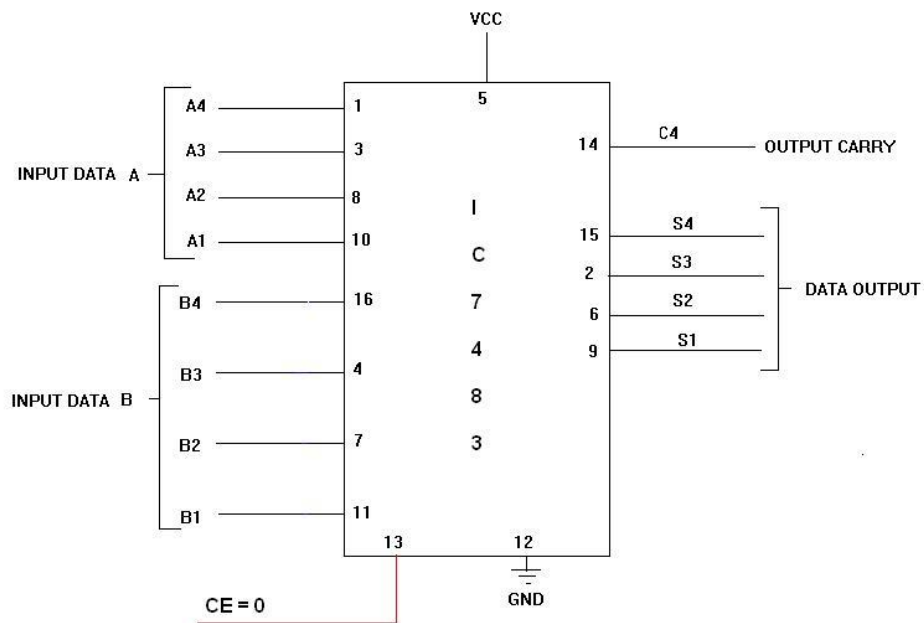 VCC
5
A4 1
A3 3
INPUT DATA A
A2 8
A1 10
B4 16
B3 4
INPUT DATA B
B2 7
B1 11
I
C
7
4
8
3
14 C4 OUTPUT CARRY
15 S4
2 S3
DATA OUTPUT
6 S2
9 S1
13
12
CE = 0
GND